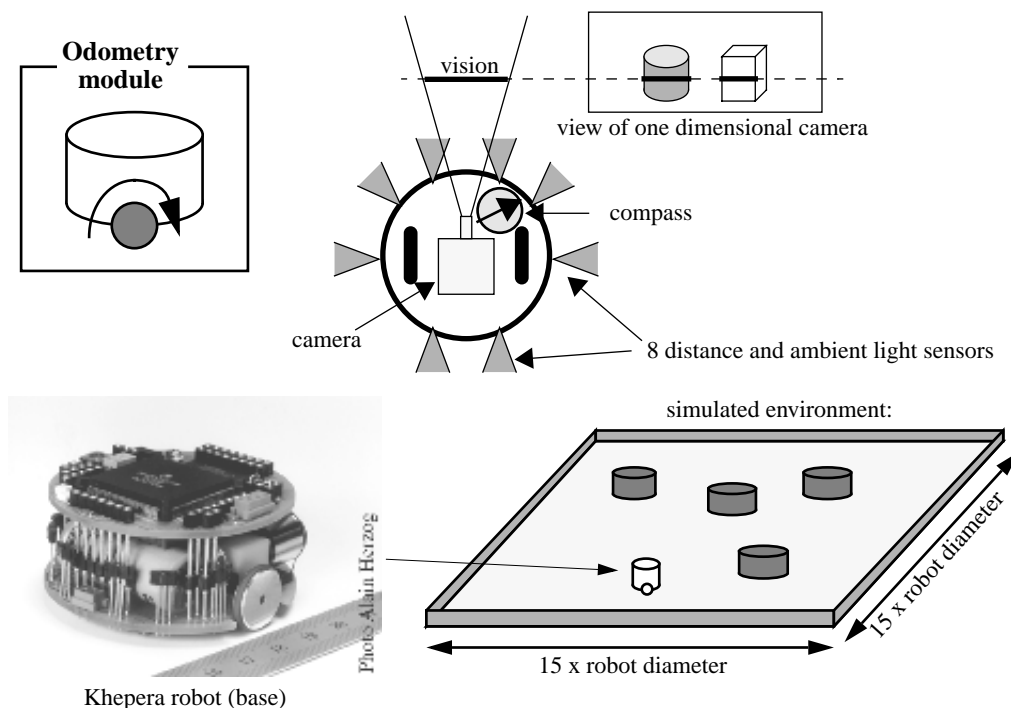 Odometry
module
vision
view of one dimensional camera
compass
camera
8 distance and ambient light sensors
simulated environment:
Photo Alain Herzog
15 x robot diameter
15 x robot diameter
Khepera robot (base)